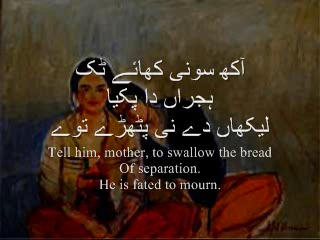 آکھ سونی کھائے ٹک
ہجراں دا پکیا
لیکھاں دے نی پٹھڑے توے
Tell him, mother, to swallow the bread
Of separation.
He is fated to mourn.